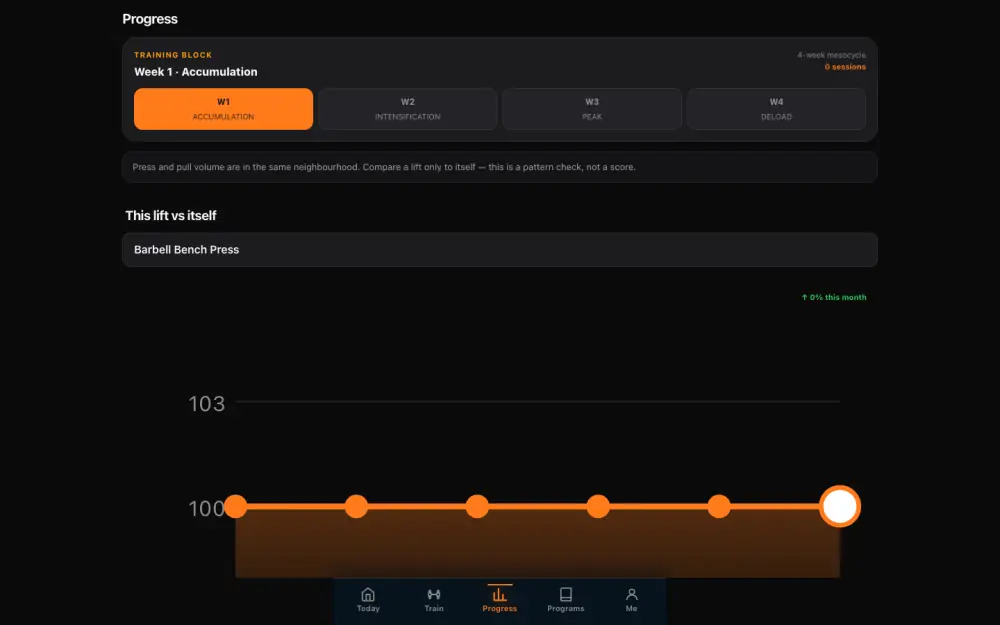 Progress
TRAINING BLOCK
4-week mesocycle
Week 1 · Accumulation
0 sessions
W1
ACCUMULATION
W2
INTENSIFICATION
W3
PEAK
W4
DELOAD
Press and pull volume are in the same neighbourhood. Compare a lift only to itself — this is a pattern check, not a score.
This lift vs itself
Barbell Bench Press
↑ 0% this month
103
100
Today
Train
Progress
Programs
Me